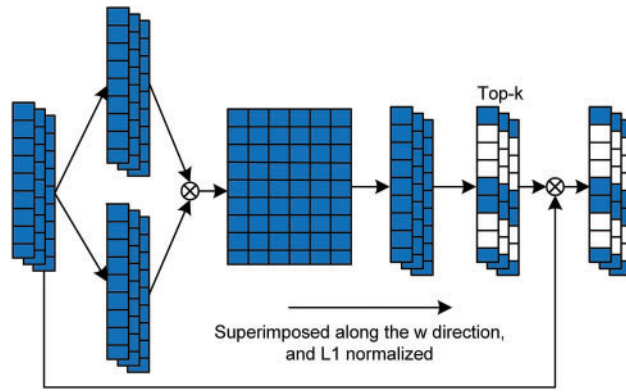 Top-k
Superimposed along the w direction,
and L1 normalized